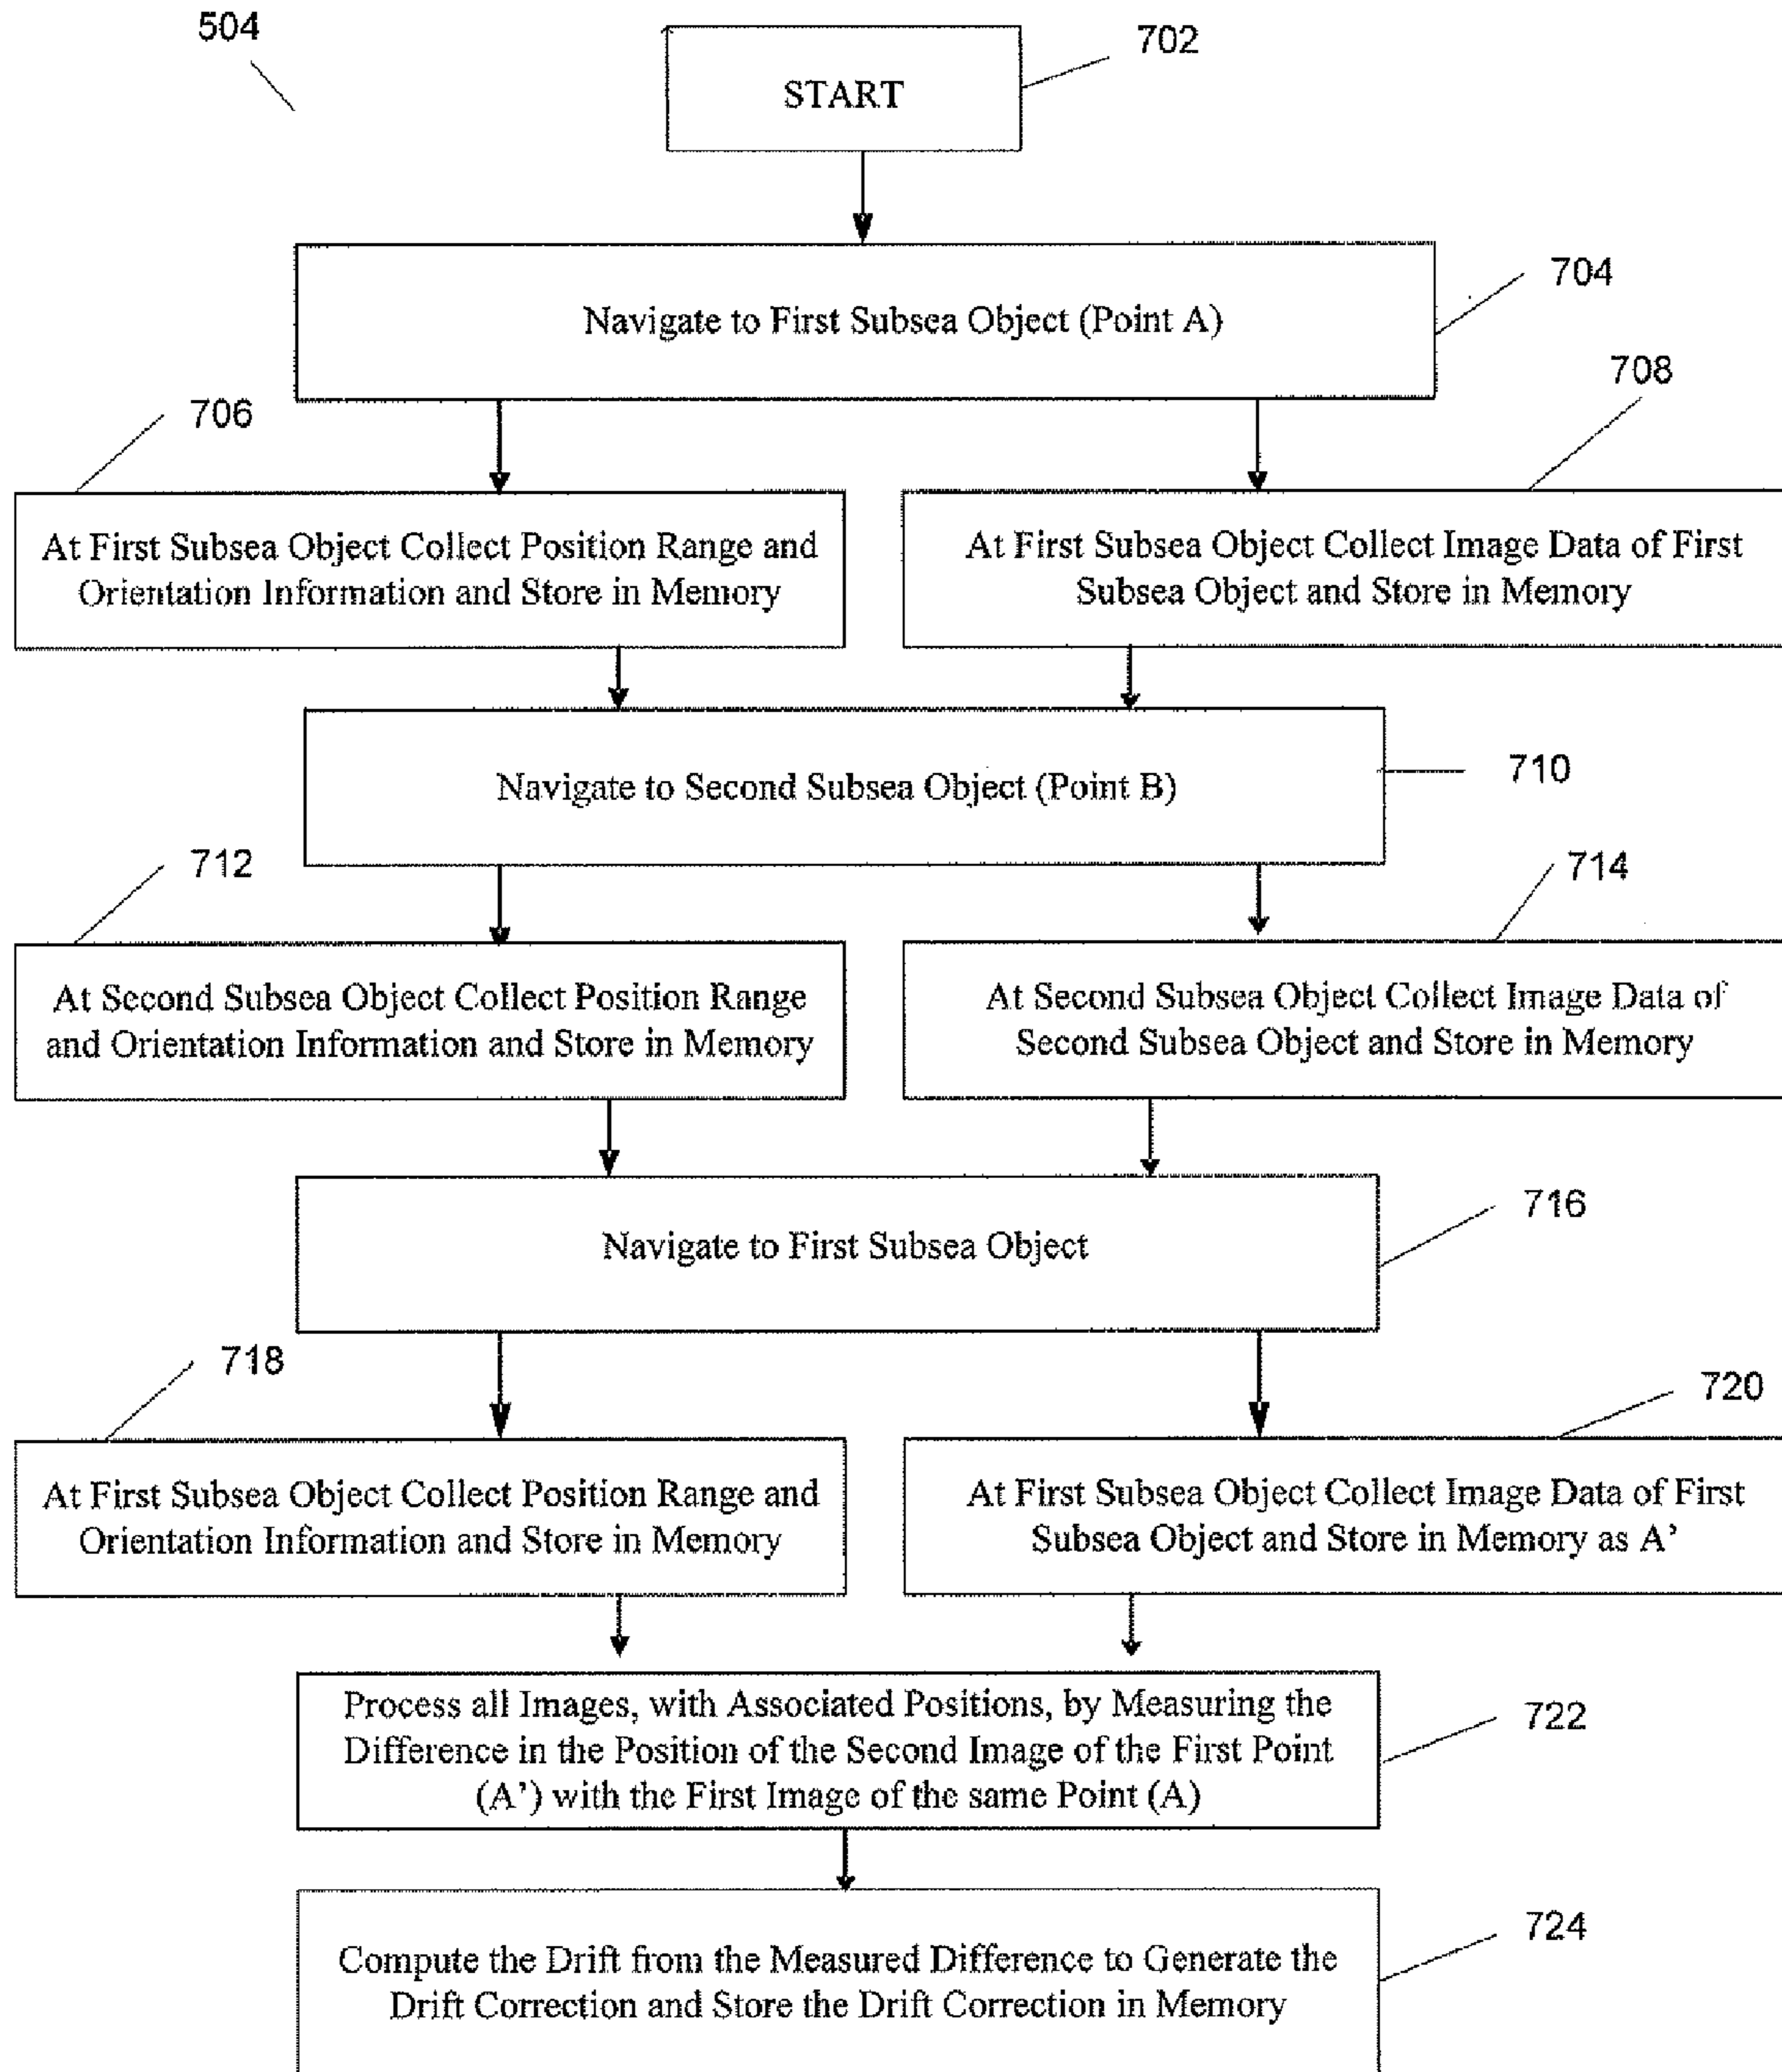 504
702
START
704
Navigate to First Subsea Object (Point A)
708
706
At First Subsea Object Collect Position Range and
Orientation Information and Store in Memory
At First Subsea Object Collect Image Data of First
Subsea Object and Store in Memory
710
Navigate to Second Subsea Object (Point B)
712
714
At Second Subsea Object Collect Position Range
and Orientation Information and Store in Memory
At Second Subsea Object Collect Image Data of
Second Subsea Object and Store in Memory
716
Navigate to First Subsea Object
718
720
At First Subsea Object Collect Position Range and
Orientation Information and Store in Memory
At First Subsea Object Collect Image Data of First
Subsea Object and Store in Memory as A’
722
Process all Images, with Associated Positions, by Measuring the
Difference in the Position of the Second Image of the First Point
(A’) with the First Image of the same Point (A)
724
Compute the Drift from the Measured Difference to Generate the
Drift Correction and Store the Drift Correction in Memory